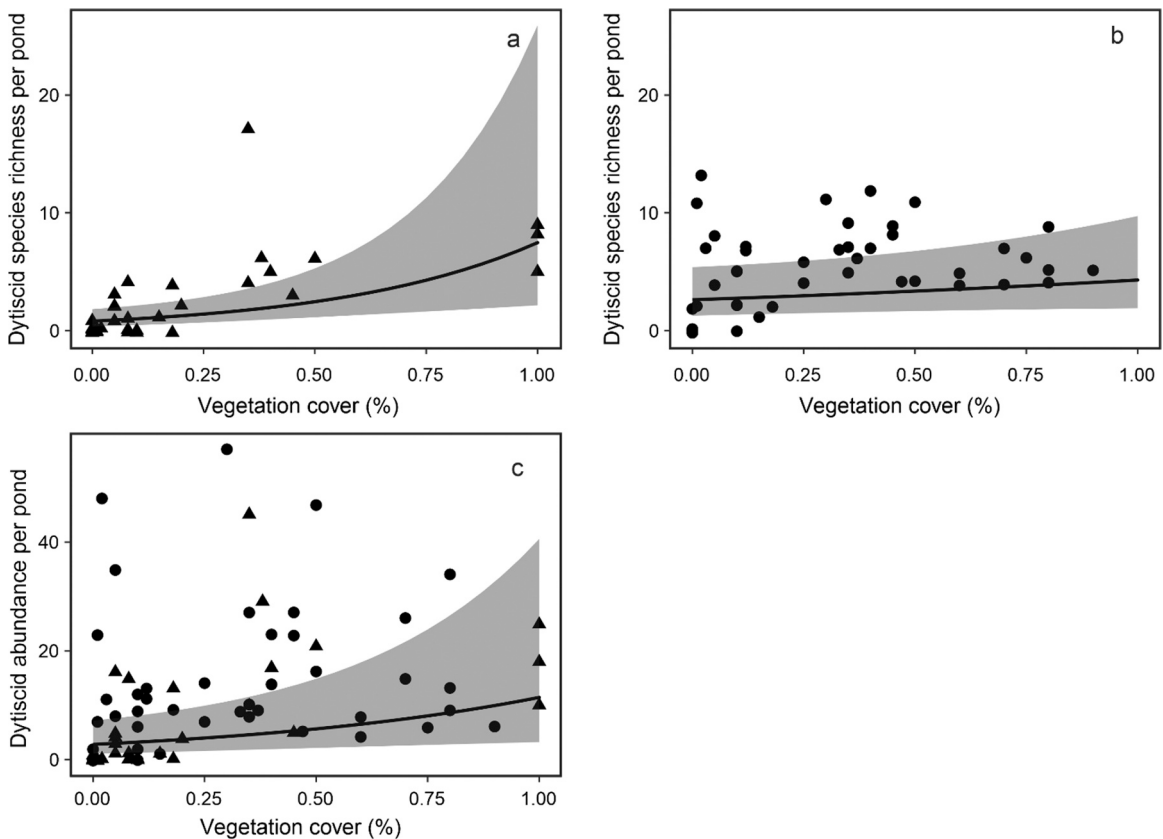 Dytiscid species richness per pond
20
10
0
a
0.00 0.25 0.50 0.75 1.00
Vegetation cover (%)
Dytiscid species richness per pond
20
10
0
b
0.00 0.25 0.50 0.75 1.00
Vegetation cover (%)
Dytiscid abundance per pond
40
20
0
c
0.00 0.25 0.50 0.75 1.00
Vegetation cover (%)